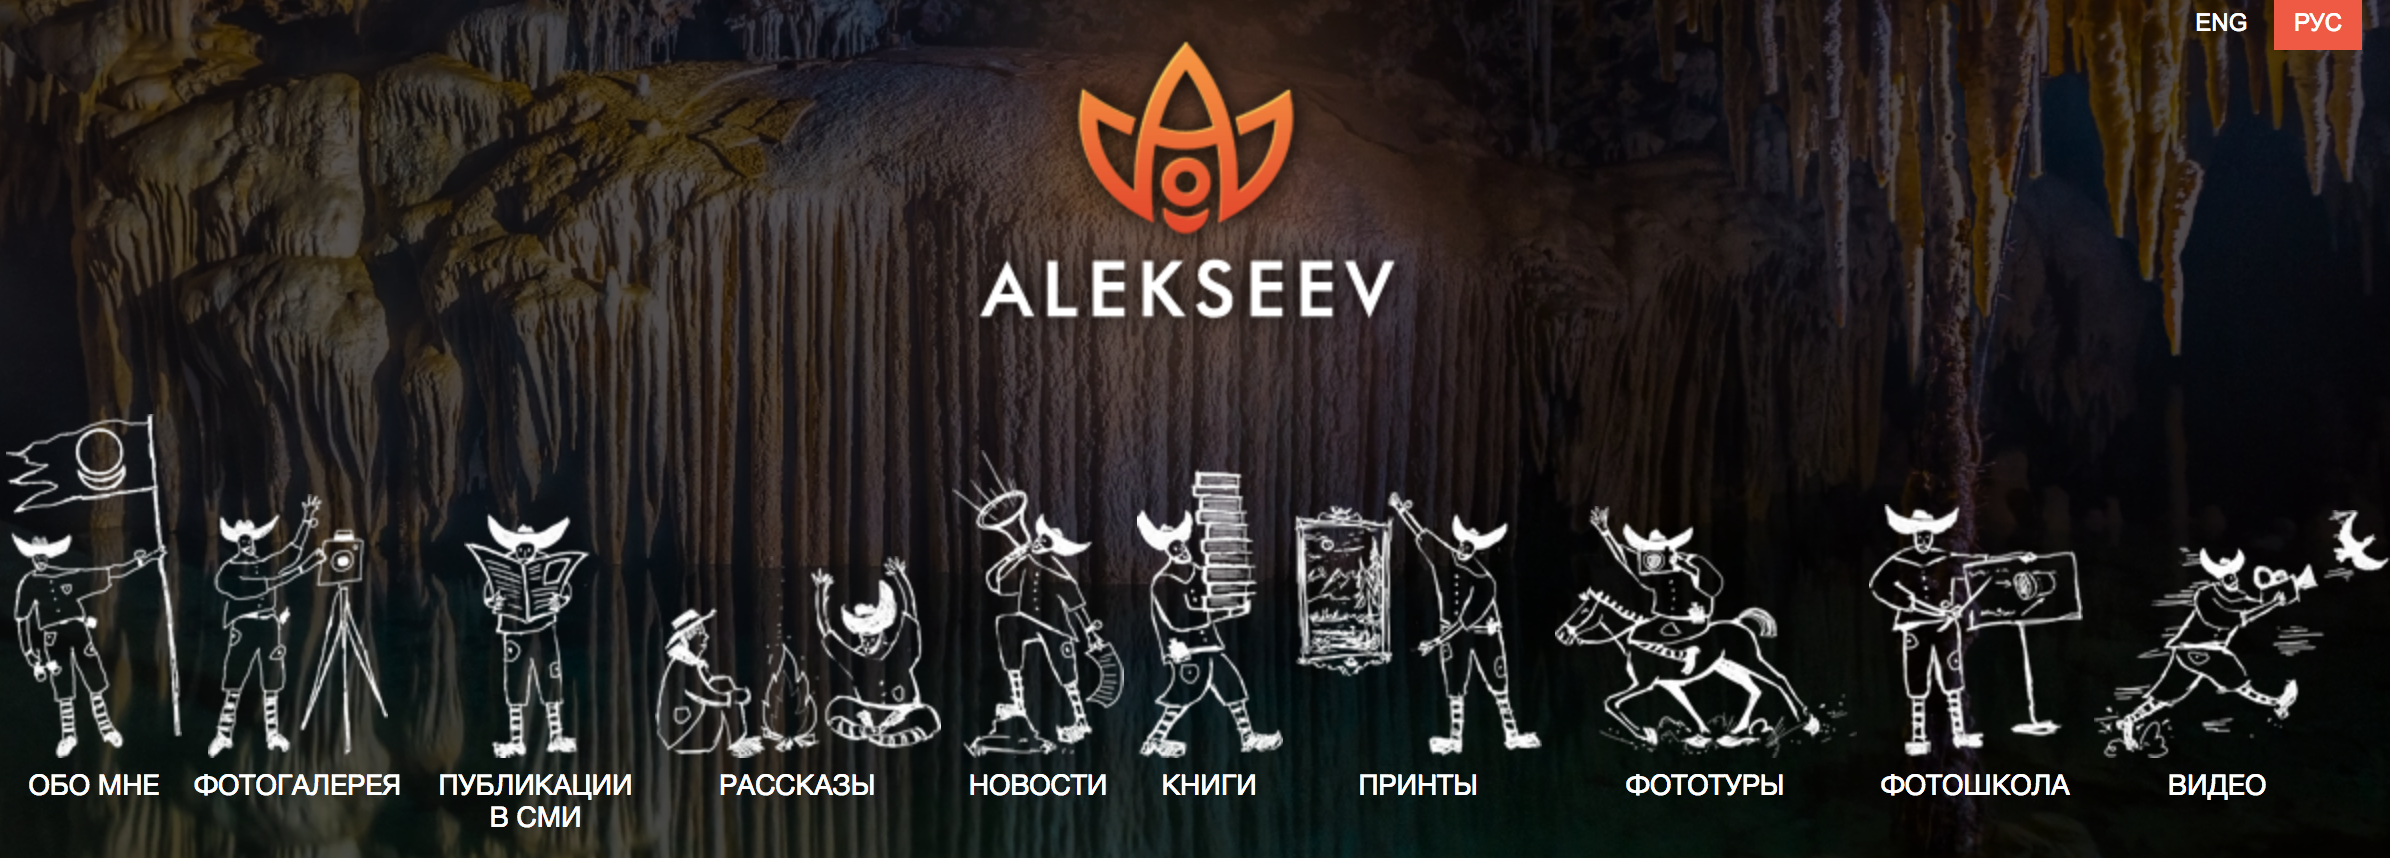 ENG
РУС
ALEKSEEV
ОБО МНЕ
ФОТОГАЛЕРЕЯ
ПУБЛИКАЦИИ
В СМИ
РАССКАЗЫ
НОВОСТИ
КНИГИ
ПРИНТЫ
ФОТОТУРЫ
ФОТОШКОЛА
ВИДЕО